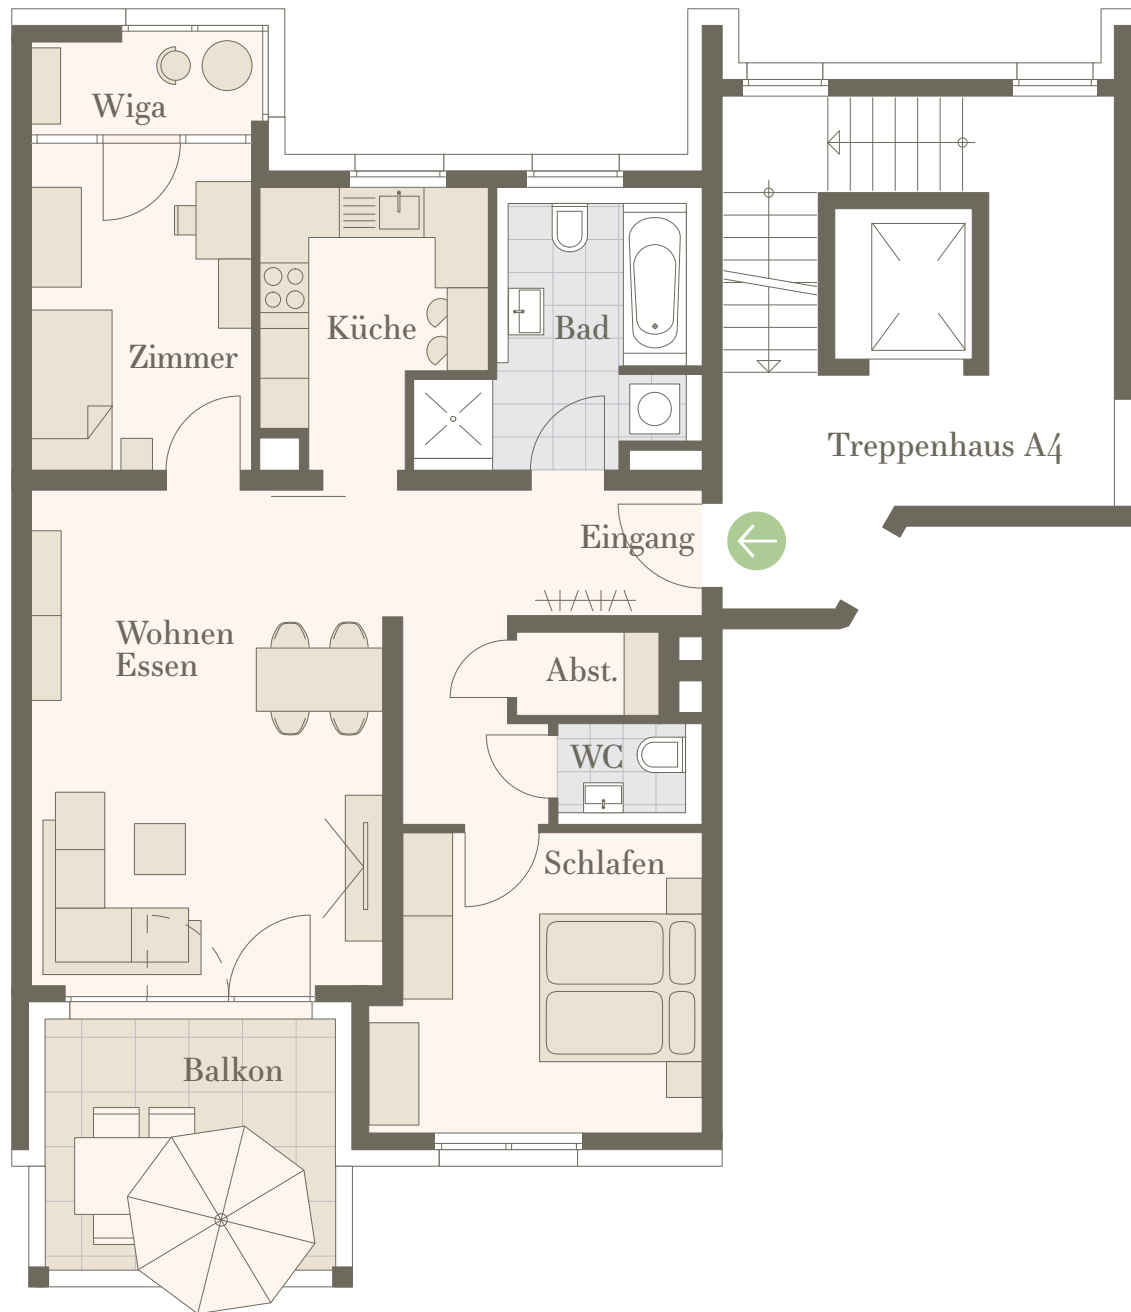 Wiga
Küche
Bad
Zimmer
Treppenhaus A4
Eingang
Wohnen
Essen
Abst.
WC
Schlafen
Balkon